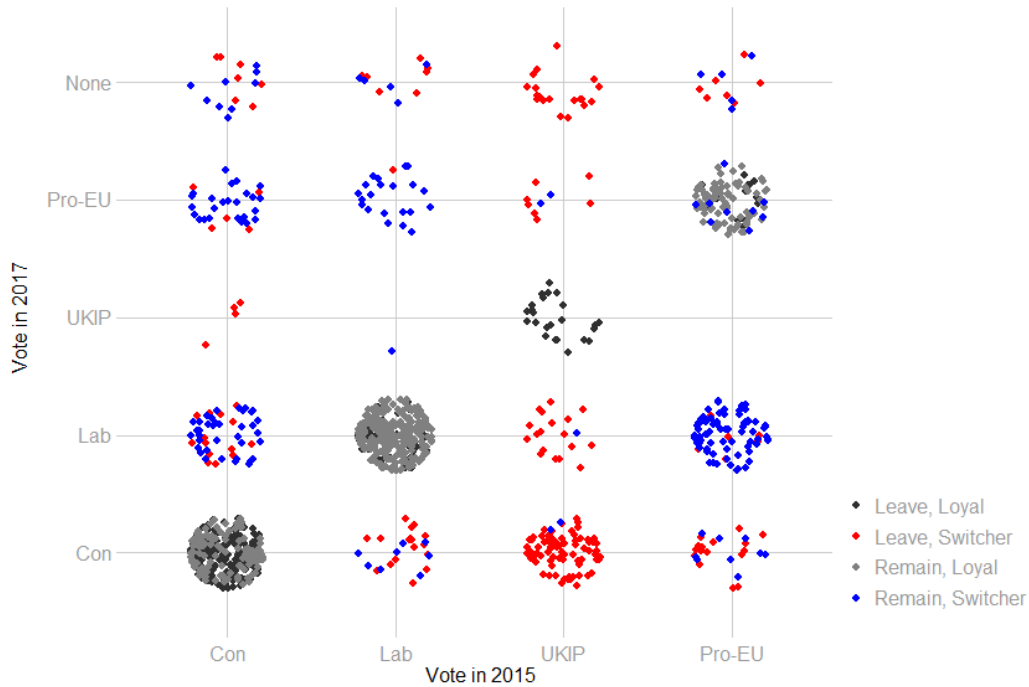 None
Pro-EU
UKIP
Lab
Con
Vote in 2017
Con Lab UKIP Pro-EU
Vote in 2015
Leave, Loyal
Leave, Switcher
Remain, Loyal
Remain, Switcher